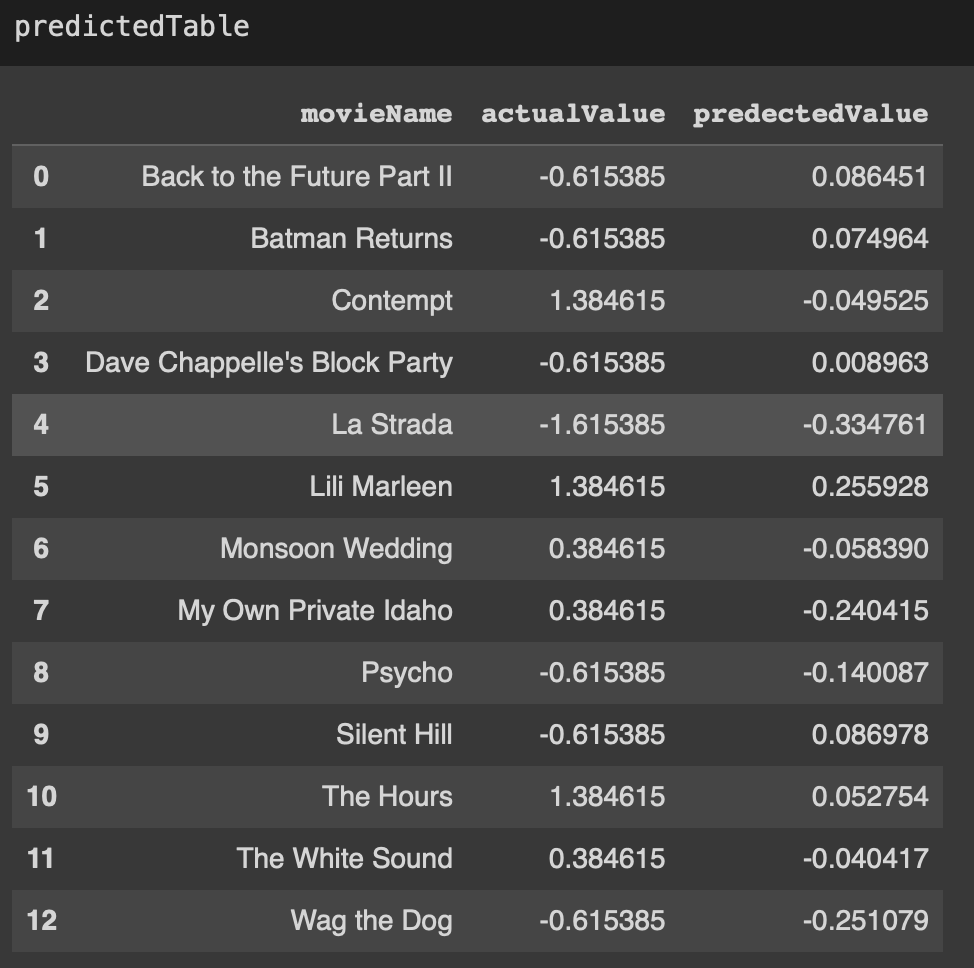 predictedTable
movieName actualValue predectedValue
0 Back to the Future Part II -0.615385 0.086451
1 Batman Returns -0.615385 0.074964
2 Contempt 1.384615 -0.049525
3 Dave Chappelle's Block Party -0.615385 0.008963
4 La Strada -1.615385 -0.334761
5 Lili Marleen 1.384615 0.255928
6 Monsoon Wedding 0.384615 -0.058390
7 My Own Private Idaho 0.384615 -0.240415
8 Psycho -0.615385 -0.140087
9 Silent Hill -0.615385 0.086978
10 The Hours 1.384615 0.052754
11 The White Sound 0.384615 -0.040417
12 Wag the Dog -0.615385 -0.251079